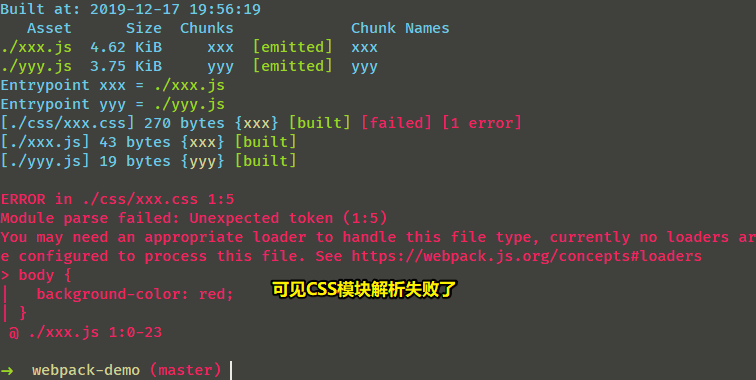 Built at: 2019-12-17 19:56:19
Asset Size Chunks Chunk Names
./xxx.js 4.62 KiB xxx [emitted] xxx
./yyy.js 3.75 KiB yyy [emitted] yyy
Entrypoint xxx = ./xxx.js
Entrypoint yyy = ./yyy.js
[./css/xxx.css] 270 bytes {xxx} [built] [failed] [1 error]
[./xxx.js] 43 bytes {xxx} [built]
[./yyy.js] 19 bytes {yyy} [built]
ERROR in ./css/xxx.css 1:5
Module parse failed: Unexpected token (1:5)
You may need an appropriate loader to handle this file type, currently no loaders ar
e configured to process this file. See https://webpack.js.org/concepts#loaders
> body {
| background-color: red; 可见CSS模块解析失败了
| }
@ ./xxx.js 1:0-23
➜ webpack-demo (master)